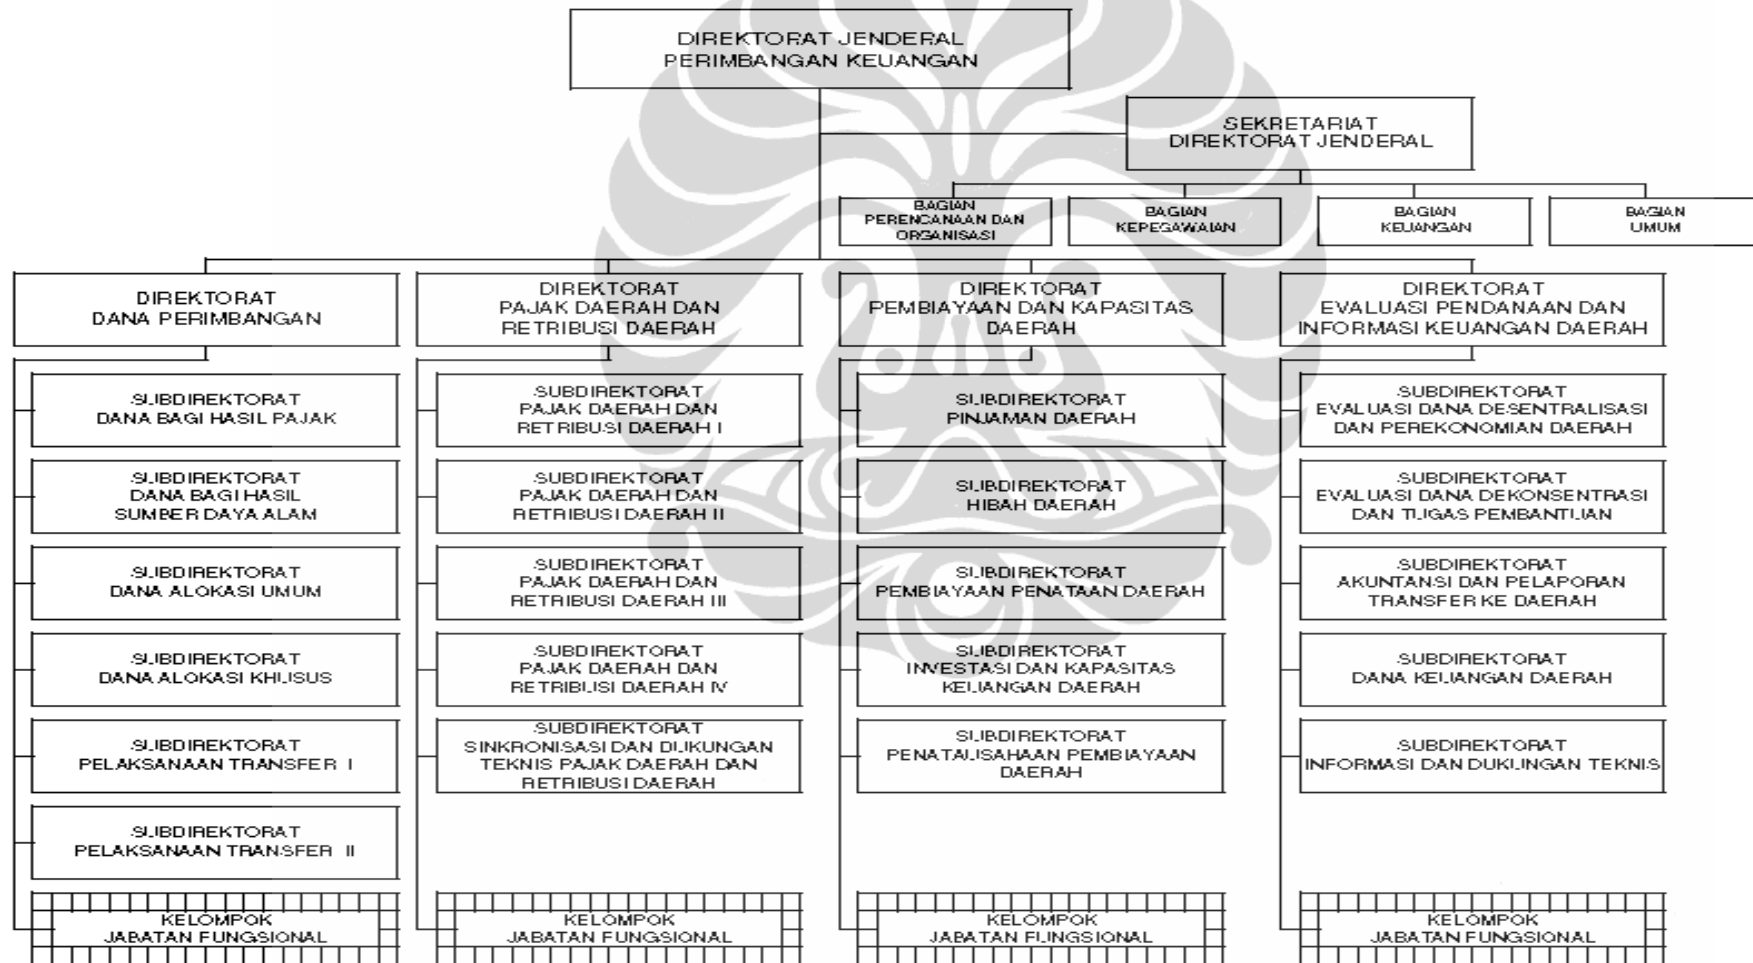 DIREKTORAT JENDERAL
PERIMBANGAN KEUANGAN
SEKRETARIAT
DIREKTORAT JENDERAL
BAGIAN
PERENCANAAN DAN
ORGANISASI
BAGIAN
KEPEGAWAIAN
BAGIAN
KEUANGAN
BAGIAN
UMUM
DIREKTORAT
DANA PERIMBANGAN
DIREKTORAT
PAJAK DAERAH DAN
RETRIBUSI DAERAH
DIREKTORAT
PEMBIAYAAN DAN KAPASITAS
DAERAH
DIREKTORAT
EVALUASI PENDANAAN DAN
INFORMASI KEUANGAN DAERAH
SUBDIREKTORAT
DANA BAGI HASIL PAJAK
SUBDIREKTORAT
DANA BAGI HASIL
SUMBER DAYA ALAM
SUBDIREKTORAT
DANA ALOKASI UMUM
SUBDIREKTORAT
DANA ALOKASI KHUSUS
SUBDIREKTORAT
PELAKSANAAN TRANSFER I
SUBDIREKTORAT
PELAKSANAAN TRANSFER II
KELOMPOK
JABATAN FUNGSIONAL
SUBDIREKTORAT
PAJAK DAERAH DAN
RETRIBUSI DAERAH I
SUBDIREKTORAT
PAJAK DAERAH DAN
RETRIBUSI DAERAH II
SUBDIREKTORAT
PAJAK DAERAH DAN
RETRIBUSI DAERAH III
SUBDIREKTORAT
PAJAK DAERAH DAN
RETRIBUSI DAERAH IV
SUBDIREKTORAT
SINKRONISASI DAN DUKUNGAN
TEKNIS PAJAK DAERAH DAN
RETRIBUSI DAERAH
KELOMPOK
JABATAN FUNGSIONAL
SUBDIREKTORAT
PINJAMAN DAERAH
SUBDIREKTORAT
HIBAH DAERAH
SUBDIREKTORAT
PEMBIAYAAN PENATAAN DAERAH
SUBDIREKTORAT
INVESTASI DAN KAPASITAS
KEUANGAN DAERAH
SUBDIREKTORAT
PENATAUSAHAAN PEMBIAYAAN
DAERAH
KELOMPOK
JABATAN FUNGSIONAL
SUBDIREKTORAT
EVALUASI DANA DESENTRALISASI
DAN PEREKONOMIAN DAERAH
SUBDIREKTORAT
EVALUASI DANA DEKONSENTRASI
DAN TUGAS PEMBANTUAN
SUBDIREKTORAT
AKUNTANSI DAN PELAPORAN
TRANSFER KE DAERAH
SUBDIREKTORAT
DANA KEUANGAN DAERAH
SUBDIREKTORAT
INFORMASI DAN DUKUNGAN TEKNIS
KELOMPOK
JABATAN FUNGSIONAL